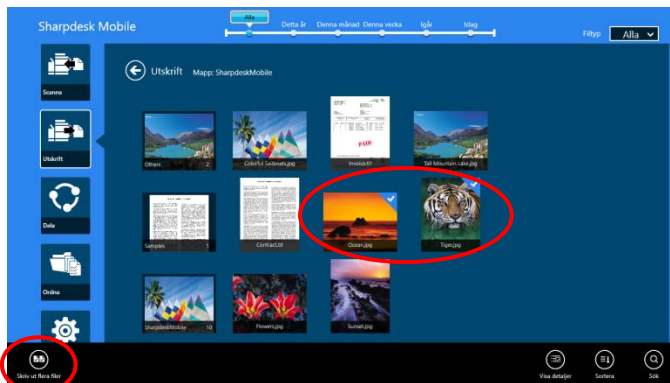 Sharpdesk Mobile
Alla
Detta år
Denna månad
Denna vecka
Igår
Idag
Filtyp
Alla
Scanna
Utskrift
Dela
Ordna
Utskrift Mapp: SharpdeskMobile
Others 2
Colorful Sailboats.jpg
Invoice.tif
PAID
Tall Mountain Lake.jpg
Samples 1
Contract.tif
Ocean.jpg
Tiger.jpg
SharpdeskMobile 10
Flowers.jpg
Sunset.jpg
Skriv ut flera filer
Visa detaljer
Sortera
Sök